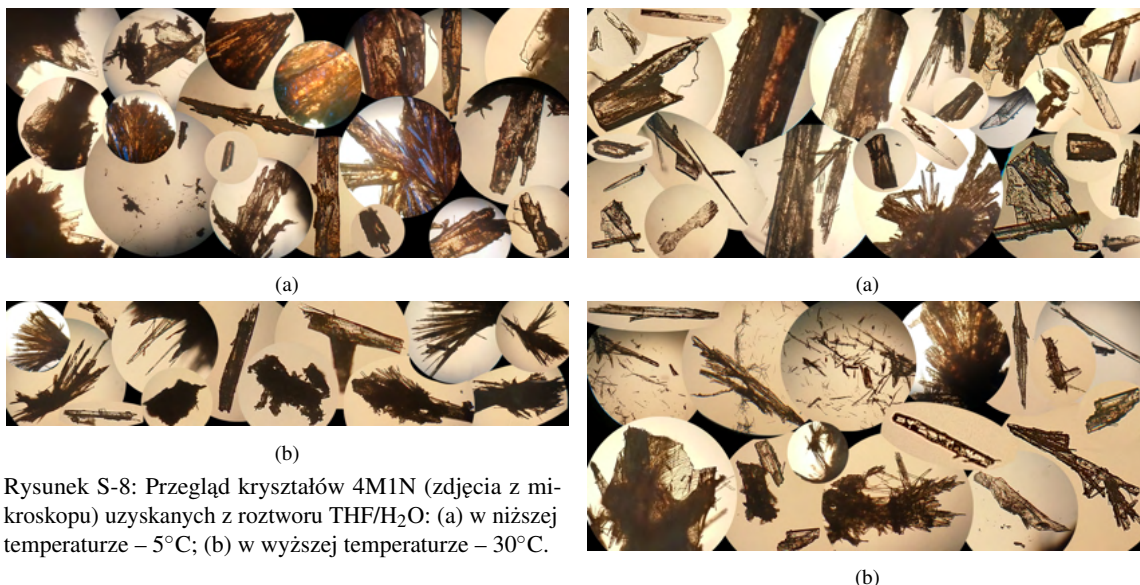 (a)
(b)
Rysunek S-8: Przegląd kryształów 4M1N (zdjęcia z mi-
kroskopu) uzyskanych z roztworu THF/H₂O: (a) w niższej
temperaturze – 5°C; (b) w wyższej temperaturze – 30°C.
(a)
(b)